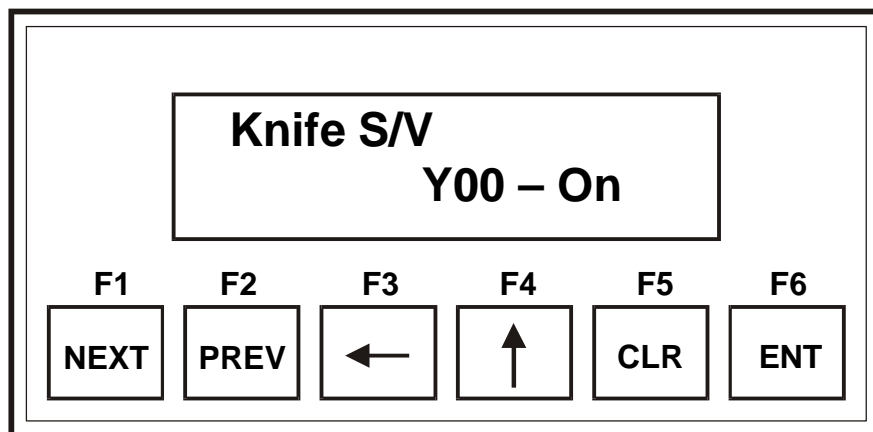 Knife S/V
Y00 – On
F1 F2 F3 F4 F5 F6
NEXT PREV ← ↑ CLR ENT